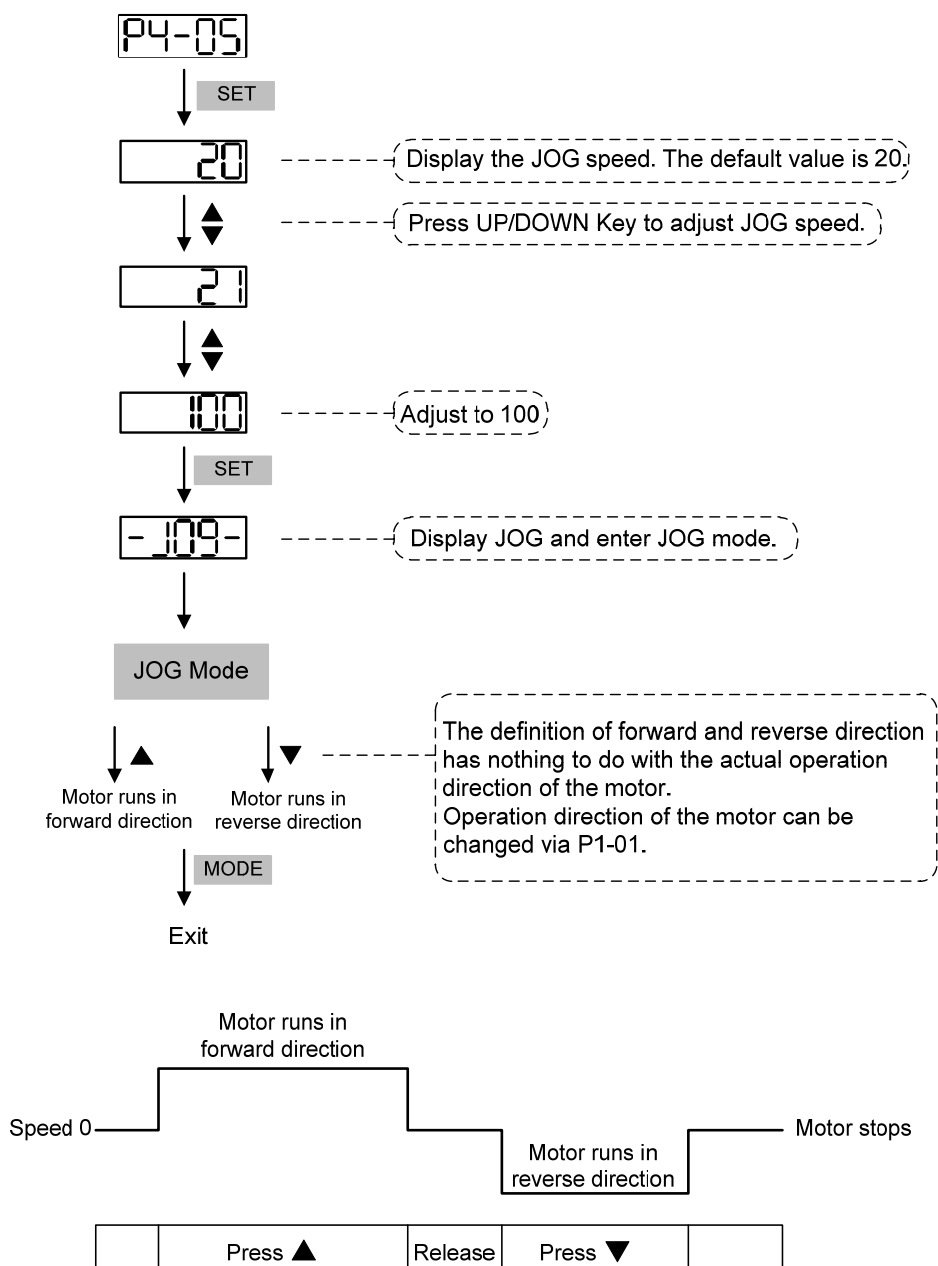 P4-05
SET
20
Display the JOG speed. The default value is 20.
Press UP/DOWN Key to adjust JOG speed.
21
100
Adjust to 100
SET
-JOG-
Display JOG and enter JOG mode.
JOG Mode
The definition of forward and reverse direction
has nothing to do with the actual operation
direction of the motor.
Operation direction of the motor can be
changed via P1-01.
Motor runs in
forward direction
Motor runs in
reverse direction
MODE
Exit
Motor runs in
forward direction
Speed 0
Motor stops
Motor runs in
reverse direction
Press ▲
Release
Press ▼